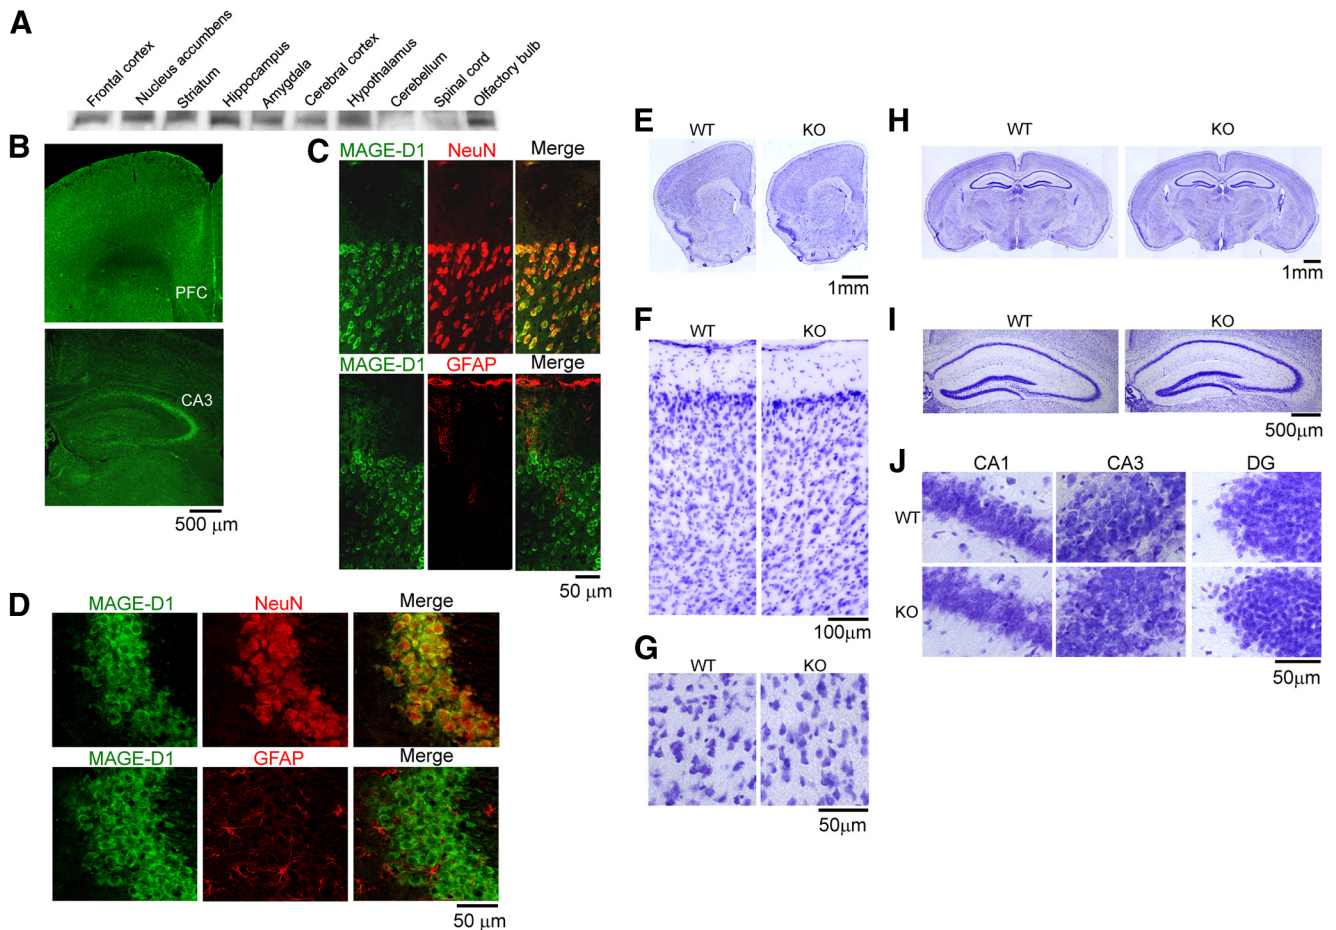 A
Frontal cortex
Nucleus accumbens
Striatum
Hippocampus
Amygdala
Cerebral cortex
Hypothalamus
Cerebellum
Spinal cord
Olfactory bulb
B
PFC
CA3
500 μm
C
MAGE-D1 NeuN Merge
MAGE-D1 GFAP Merge
50 μm
D
MAGE-D1 NeuN Merge
MAGE-D1 GFAP Merge
50 μm
E
WT KO
1mm
F
WT KO
100μm
G
WT KO
50μm
H
WT KO
1mm
I
WT KO
500μm
J
CA1 CA3 DG
WT
KO
50μm